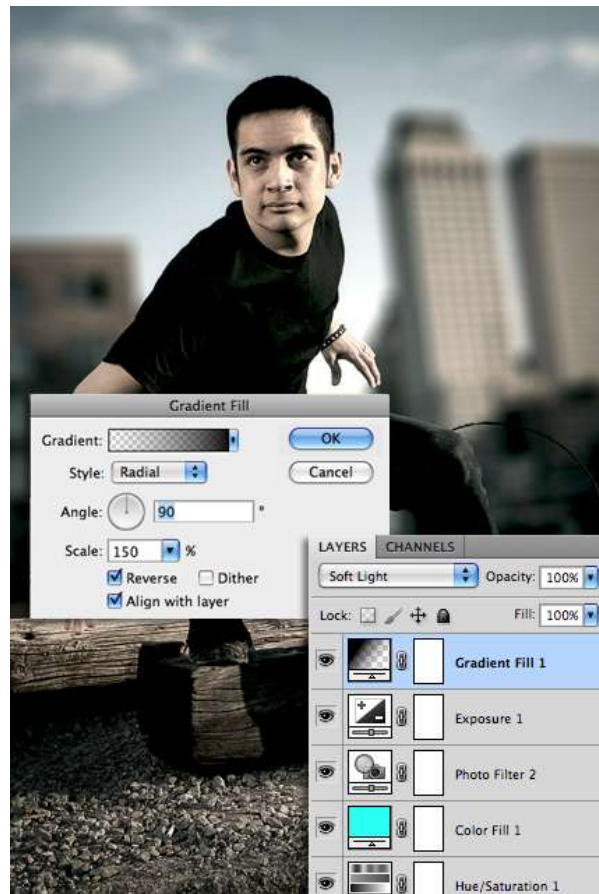 Gradient Fill
Gradient:
OK
Style: Radial
Cancel
Angle: 90 °
Scale: 150 %
Reverse Dither
Align with layer
LAYERS CHANNELS
Soft Light Opacity: 100%
Lock: Fill: 100%
Gradient Fill 1
Exposure 1
Photo Filter 2
Color Fill 1
Hue/Saturation 1